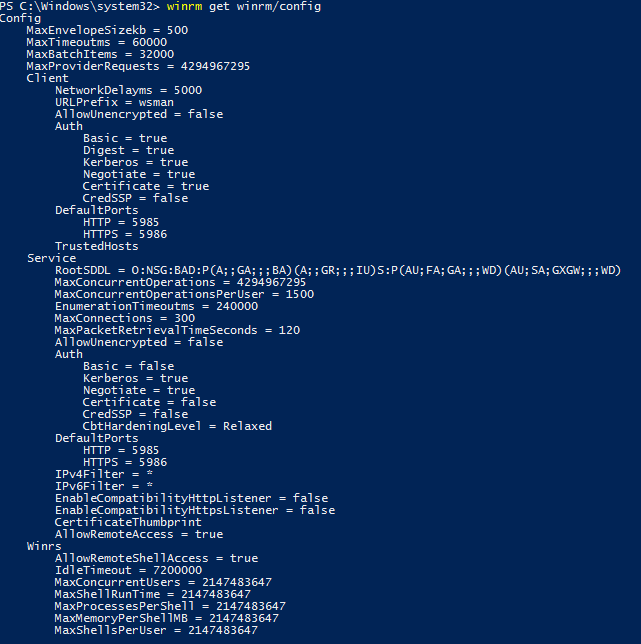 PS C:\Windows\system32> winrm get winrm/config
Config
MaxEnvelopeSizekb = 500
MaxTimeoutms = 60000
MaxBatchItems = 32000
MaxProviderRequests = 4294967295
Client
NetworkDelayms = 5000
URLPrefix = wsman
AllowUnencrypted = false
Auth
Basic = true
Digest = true
Kerberos = true
Negotiate = true
Certificate = true
CredSSP = false
DefaultPorts
HTTP = 5985
HTTPS = 5986
TrustedHosts
Service
RootSDDL = O:NSG:BAD:P(A;;GA;;;BA)(A;;GR;;;IU)S:P(AU;FA;GA;;;WD)(AU;SA;GXGW;;;WD)
MaxConcurrentOperations = 4294967295
MaxConcurrentOperationsPerUser = 1500
EnumerationTimeoutms = 240000
MaxConnections = 300
MaxPacketRetrievalTimeSeconds = 120
AllowUnencrypted = false
Auth
Basic = false
Kerberos = true
Negotiate = true
Certificate = false
CredSSP = false
CbtHardeningLevel = Relaxed
DefaultPorts
HTTP = 5985
HTTPS = 5986
IPv4Filter = *
IPv6Filter = *
EnableCompatibilityHttpListener = false
EnableCompatibilityHttpsListener = false
CertificateThumbprint
AllowRemoteAccess = true
Winrs
AllowRemoteShellAccess = true
IdleTimeout = 7200000
MaxConcurrentUsers = 2147483647
MaxShellRunTime = 2147483647
MaxProcessesPerShell = 2147483647
MaxMemoryPerShellMB = 2147483647
MaxShellsPerUser = 2147483647